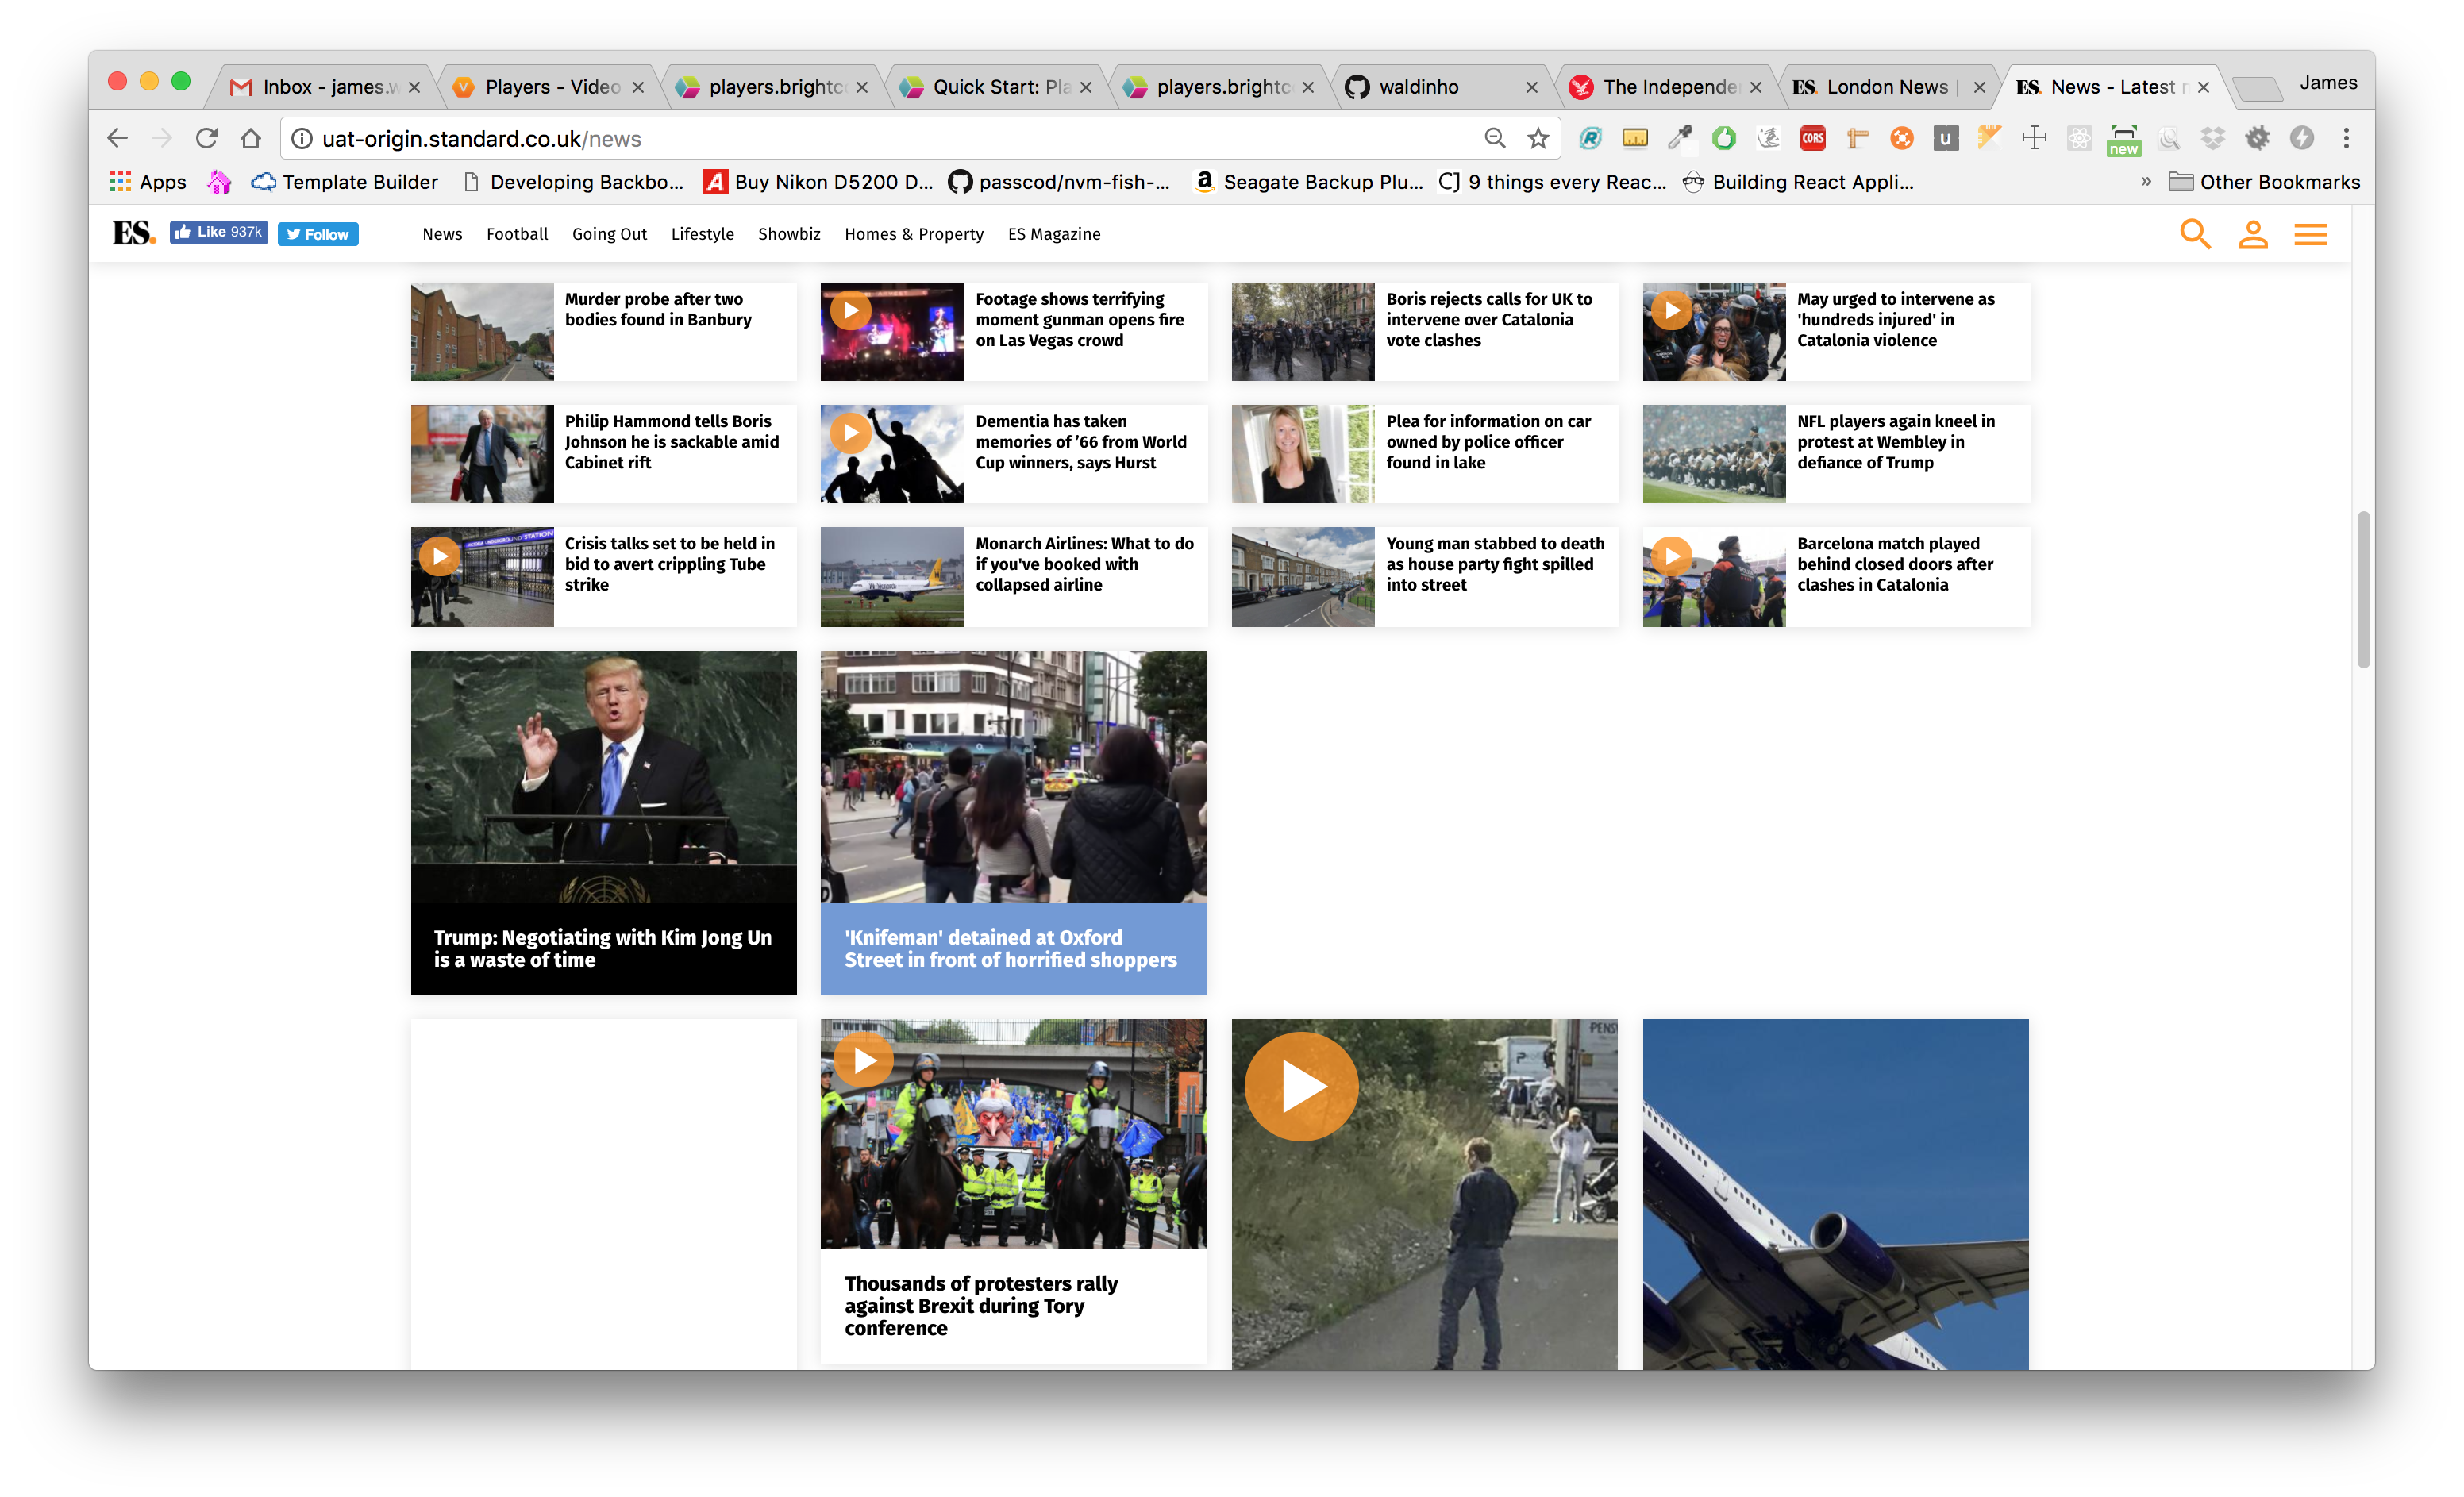 Inbox - james.w
Players - Video
players.brightc
Quick Start: Pla
players.brightc
waldinho
The Independe
ES. London News |
ES. News - Latest n
James
uat-origin.standard.co.uk/news
CORS
u
new
Apps
Template Builder
Developing Backbo...
A Buy Nikon D5200 D...
passcod/nvm-fish-...
a Seagate Backup Plu...
CJ 9 things every Reac...
Building React Appli...
»
Other Bookmarks
ES.
Like 937k
Follow
News
Football
Going Out
Lifestyle
Showbiz
Homes & Property
ES Magazine
Murder probe after two
bodies found in Banbury
Footage shows terrifying
moment gunman opens fire
on Las Vegas crowd
Boris rejects calls for UK to
intervene over Catalonia
vote clashes
May urged to intervene as
'hundreds injured' in
Catalonia violence
Philip Hammond tells Boris
Johnson he is sackable amid
Cabinet rift
Dementia has taken
memories of ’66 from World
Cup winners, says Hurst
Plea for information on car
owned by police officer
found in lake
NFL players again kneel in
protest at Wembley in
defiance of Trump
Crisis talks set to be held in
bid to avert crippling Tube
strike
Monarch Airlines: What to do
if you've booked with
collapsed airline
Young man stabbed to death
as house party fight spilled
into street
Barcelona match played
behind closed doors after
clashes in Catalonia
Trump: Negotiating with Kim Jong Un
is a waste of time
'Knifeman' detained at Oxford
Street in front of horrified shoppers
Thousands of protesters rally
against Brexit during Tory
conference